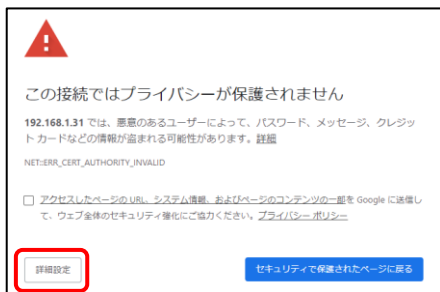 この接続ではプライバシーが保護されません
192.168.1.31 では、悪意のあるユーザーによって、パスワード、メッセージ、クレジッ
ト カードなどの情報が盗まれる可能性があります。詳細
NET::ERR_CERT_AUTHORITY_INVALID
アクセスしたページの URL、システム情報、およびページのコンテンツの一部を Google に送信し
て、ウェブ全体のセキュリティ強化にご協力ください。プライバシー ポリシー
詳細設定
セキュリティで保護されたページに戻る